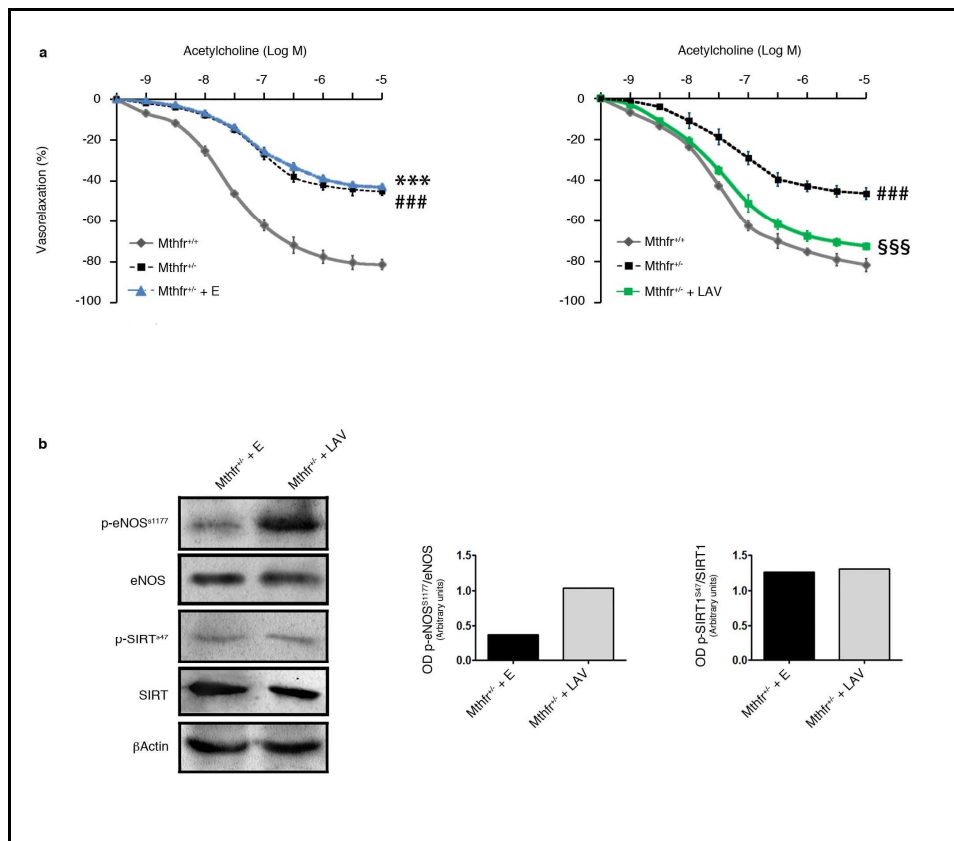 a
Acetylcholine (Log M)
-9 -8 -7 -6 -5
0
-20
-40
-60
-80
-100
Vasorelaxation (%)
***
###
Mthfr+/+
Mthfr+/-
Mthfr+/- + E
Acetylcholine (Log M)
-9 -8 -7 -6 -5
0
-20
-40
-60
-80
-100
###
§§§
Mthfr+/+
Mthfr+/-
Mthfr+/- + LAV
b
Mthfr+/- + E
Mthfr+/- + LAV
p-eNOSs1177
eNOS
p-SIRTs47
SIRT
βActin
OD p-eNOSS1177/eNOS
(Arbitrary units)
1.5
1.0
0.5
0.0
Mthfr+/- + E
Mthfr+/- + LAV
OD p-SIRT1S47/SIRT1
(Arbitrary units)
1.5
1.0
0.5
0.0
Mthfr+/- + E
Mthfr+/- + LAV